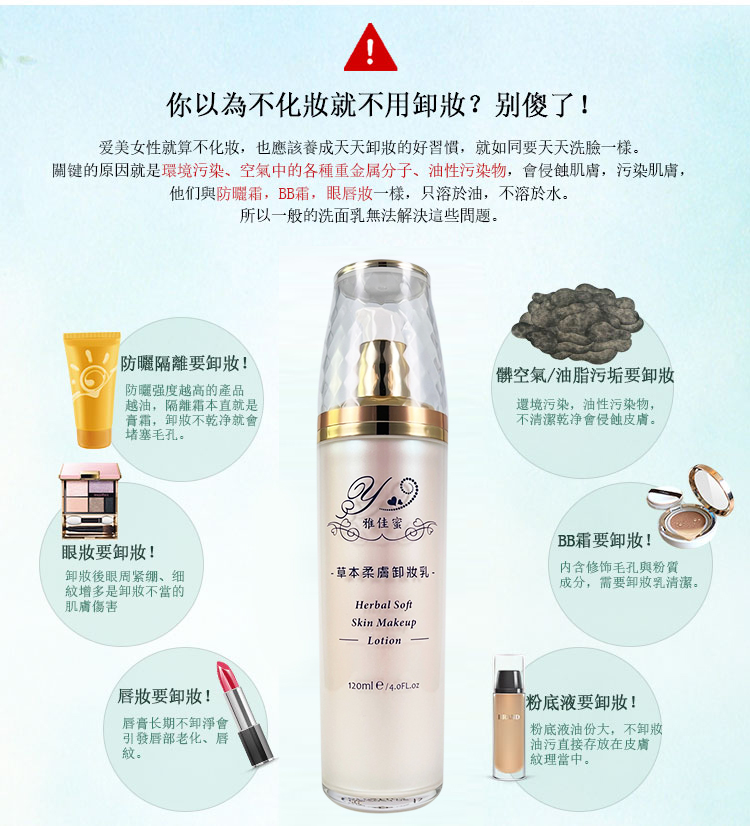 你以為不化妝就不用卸妝？别傻了！
爱美女性就算不化妝，也應該養成天天卸妝的好習慣，就如同要天天洗臉一樣。
關键的原因就是環境污染、空氣中的各種重金属分子、油性污染物，會侵蝕肌膚，污染肌膚，
他们與防曬霜，BB霜，眼唇妝一樣，只溶於油，不溶於水。
所以一般的洗面乳無法解決這些問題。
防曬隔離要卸妝！
防曬强度越高的產品
越油，隔離霜本直就是
膏霜，卸妝不乾淨就會
堵塞毛孔。
髒空氣/油脂污垢要卸妝
還境污染，油性污染物，
不清潔乾净會侵蝕皮膚。
眼妝要卸妝！
卸妝後眼周紧绷、细
紋增多是卸妝不當的
肌膚傷害
BB霜要卸妝！
内含修饰毛孔與粉質
成分，需要卸妝乳清潔。
唇妝要卸妝！
唇膏长期不卸淨會
引發唇部老化、唇
紋。
粉底液要卸妝！
粉底液油份大，不卸妝
油污直接存放在皮膚
紋理當中。
雅佳蜜
-草本柔膚卸妝乳-
Herbal Soft
Skin Makeup
Lotion
120ml e/4.0FL.oz